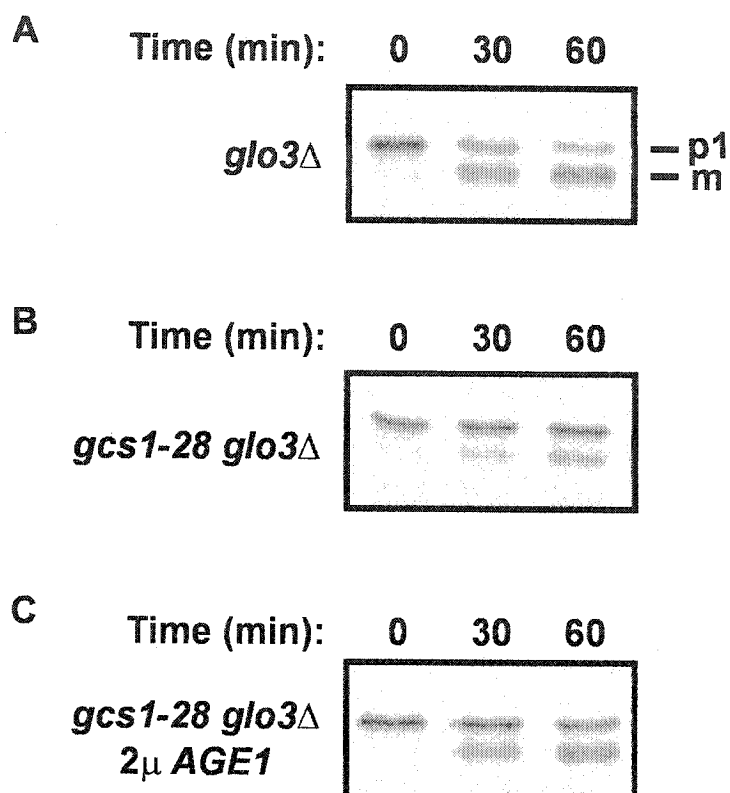 A
Time (min): 0 30 60
glo3Δ
p1
m
B
Time (min): 0 30 60
gcs1-28 glo3Δ
C
Time (min): 0 30 60
gcs1-28 glo3Δ
2μ AGE1